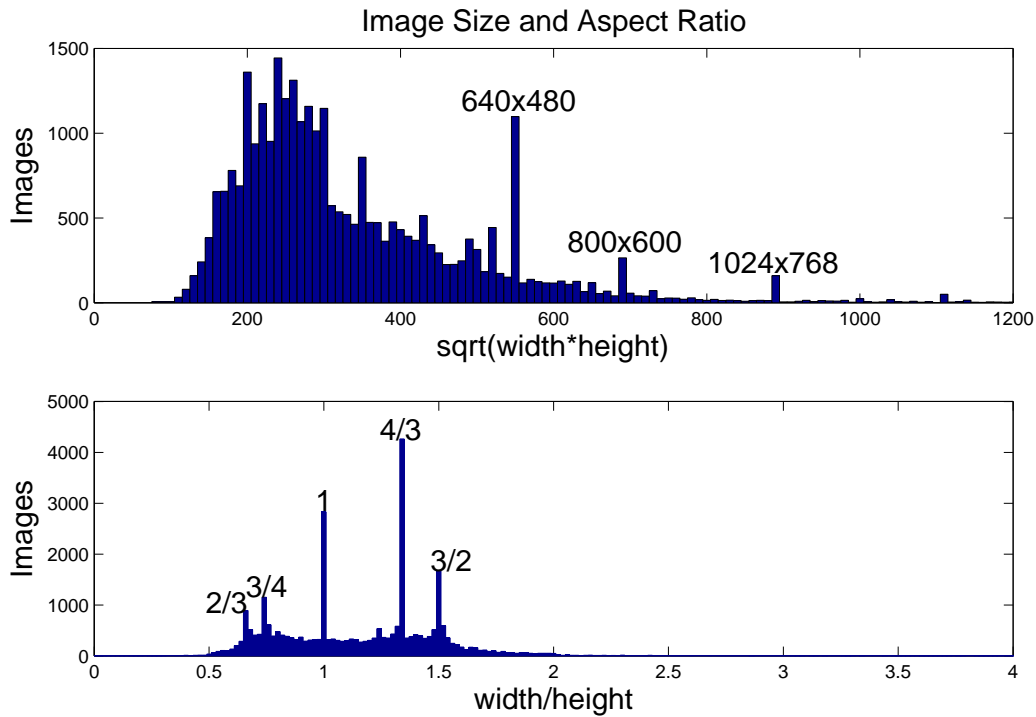 Image Size and Aspect Ratio
1500
1000
500
0
Images
640x480
800x600
1024x768
0 200 400 600 800 1000 1200
sqrt(width*height)
5000
4000
3000
2000
1000
0
Images
4/3
1
3/2
3/4
2/3
0 0.5 1 1.5 2 2.5 3 3.5 4
width/height